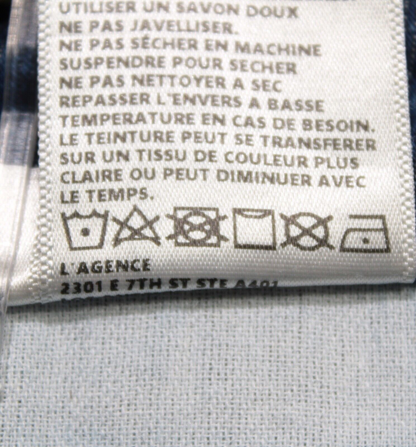 UTILISER UN SAVON DOUX
NE PAS JAVELLISER.
NE PAS SÉCHER EN MACHINE
SUSPENDRE POUR SECHER
NE PAS NETTOYER A SEC
REPASSER L'ENVERS A BASSE
TEMPERATURE EN CAS DE BESOIN.
LE TEINTURE PEUT SE TRANSFERER
SUR UN TISSU DE COULEUR PLUS
CLAIRE OU PEUT DIMINUER AVEC
LE TEMPS.
L'AGENCE
2301 E 7TH ST STE A401